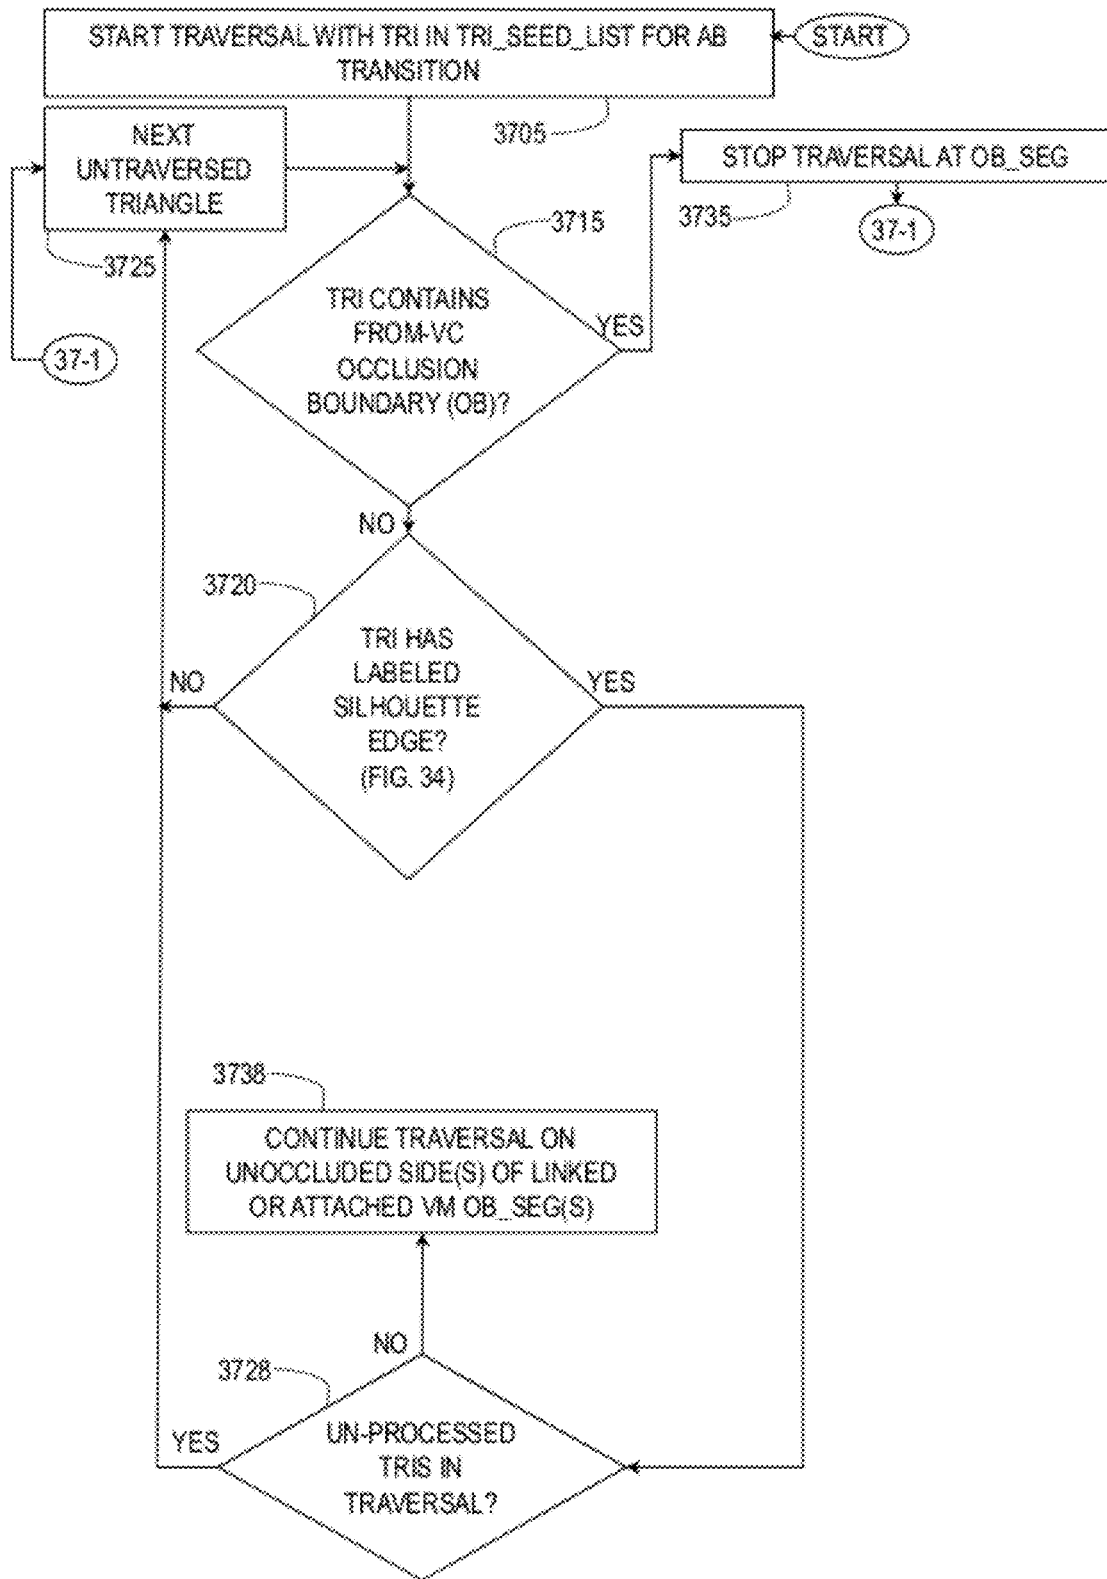 START TRAVERSAL WITH TRI IN TRI_SEED_LIST FOR AB
TRANSITION
START
3705
NEXT
UNTRAVERSED
TRIANGLE
3725
37-1
STOP TRAVERSAL AT OB_SEG
3735
37-1
3715
TRI CONTAINS
FROM-VC
OCCLUSION
BOUNDARY (OB)?
YES
NO
3720
TRI HAS
LABELED
SILHOUETTE
EDGE?
(FIG. 34)
NO
YES
3738
CONTINUE TRAVERSAL ON
UNOCCLUDED SIDE(S) OF LINKED
OR ATTACHED VM OB_SEG(S)
NO
3728
YES
UN-PROCESSED
TRIS IN
TRAVERSAL?